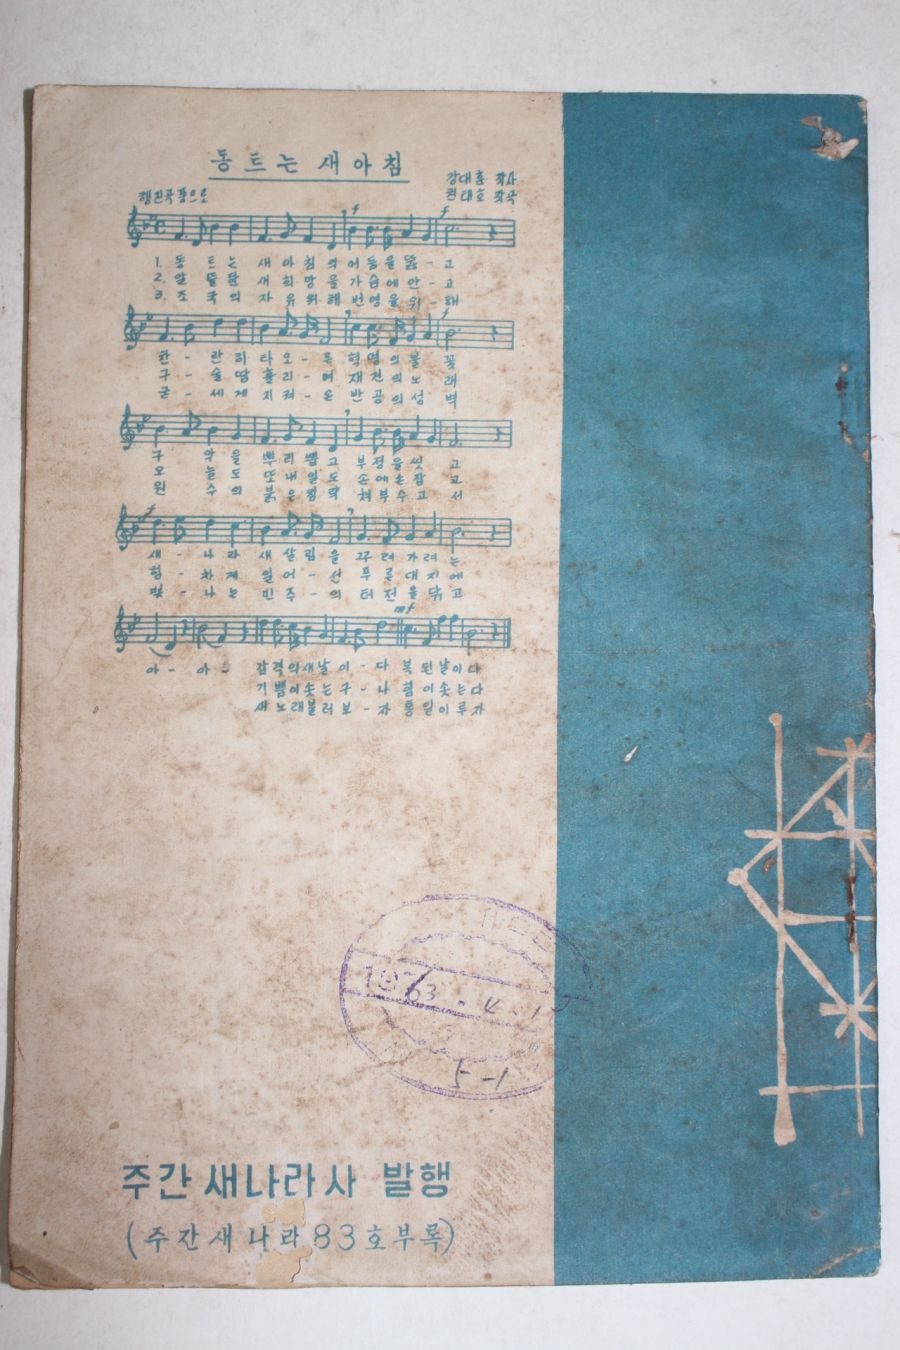 동트는 새아침
강대훈 작사
행진곡풍으로
권태호 작곡
1. 동 트는 새아침의어둠을뚫-고
2. 알 뜰한 새희망을가슴에안-고
3. 조 국의 자유위해번영을위-해
한-란히타오-른혁명의불 꽃
구-슬땀흘리-며재건의노 래
굳-세게지켜-온반공의성 벽
구 악을뿌리뽑고부정을씻 고
오 늘도또내일도손에손잡 고
원 수의붉은침략쳐부수고 서
새-나라새살림을꾸려가려는
힘-차게일어-선푸른대지에
빛-나는민주-의터전을닦고
mf
아-아- 감격의새날이-다 복된날이다
기쁨이솟는구-나 힘이솟는다
새노래불러보-자 통일이루자
1963. 4. 1
5-1
주간 새나라사 발행
(주간새나라83호부록)